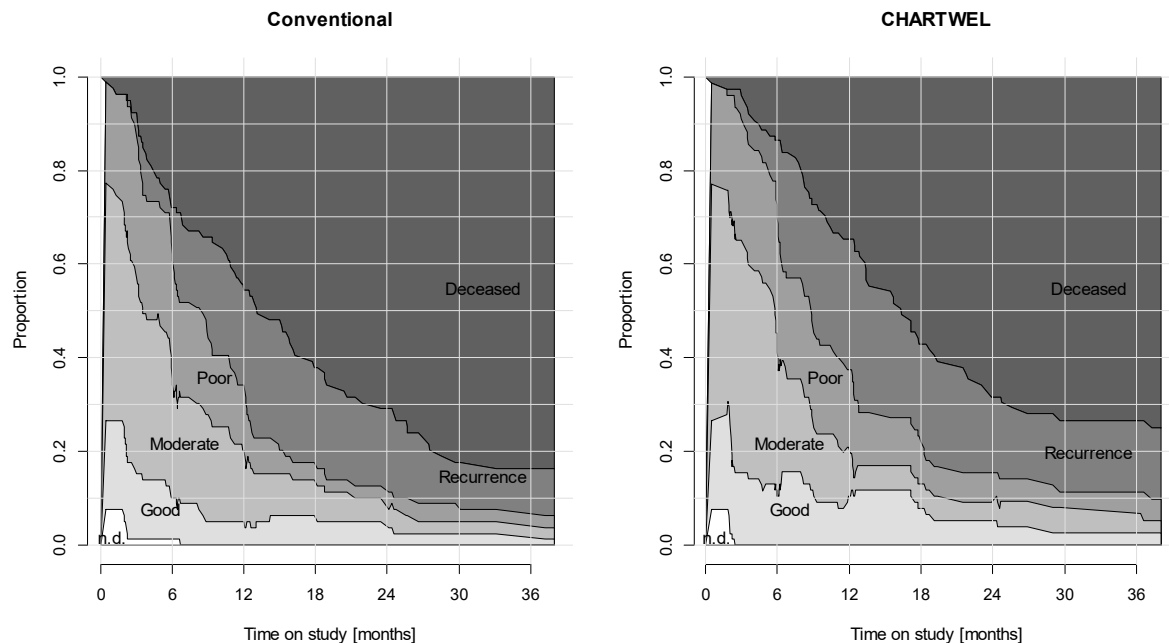 Conventional
CHARTWEL
Proportion
1.0
0.8
0.6
0.4
0.2
0.0
Deceased
Poor
Moderate
Recurrence
Good
n.d.
0 6 12 18 24 30 36
Time on study [months]
Proportion
1.0
0.8
0.6
0.4
0.2
0.0
Deceased
Poor
Moderate
Recurrence
Good
n.d.
0 6 12 18 24 30 36
Time on study [months]